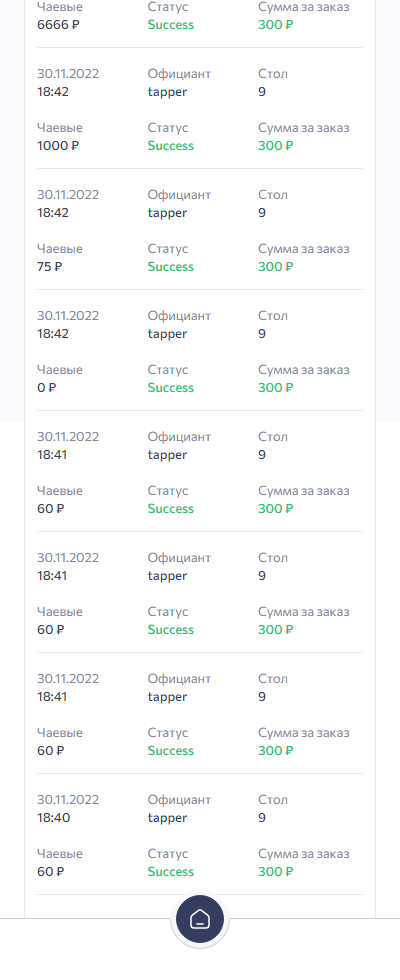 Чаевые Статус Сумма за заказ
6666 ₽ Success 300 ₽
30.11.2022 Официант Стол
18:42 tapper 9
Чаевые Статус Сумма за заказ
1000 ₽ Success 300 ₽
30.11.2022 Официант Стол
18:42 tapper 9
Чаевые Статус Сумма за заказ
75 ₽ Success 300 ₽
30.11.2022 Официант Стол
18:42 tapper 9
Чаевые Статус Сумма за заказ
0 ₽ Success 300 ₽
30.11.2022 Официант Стол
18:41 tapper 9
Чаевые Статус Сумма за заказ
60 ₽ Success 300 ₽
30.11.2022 Официант Стол
18:41 tapper 9
Чаевые Статус Сумма за заказ
60 ₽ Success 300 ₽
30.11.2022 Официант Стол
18:41 tapper 9
Чаевые Статус Сумма за заказ
60 ₽ Success 300 ₽
30.11.2022 Официант Стол
18:40 tapper 9
Чаевые Статус Сумма за заказ
60 ₽ Success 300 ₽